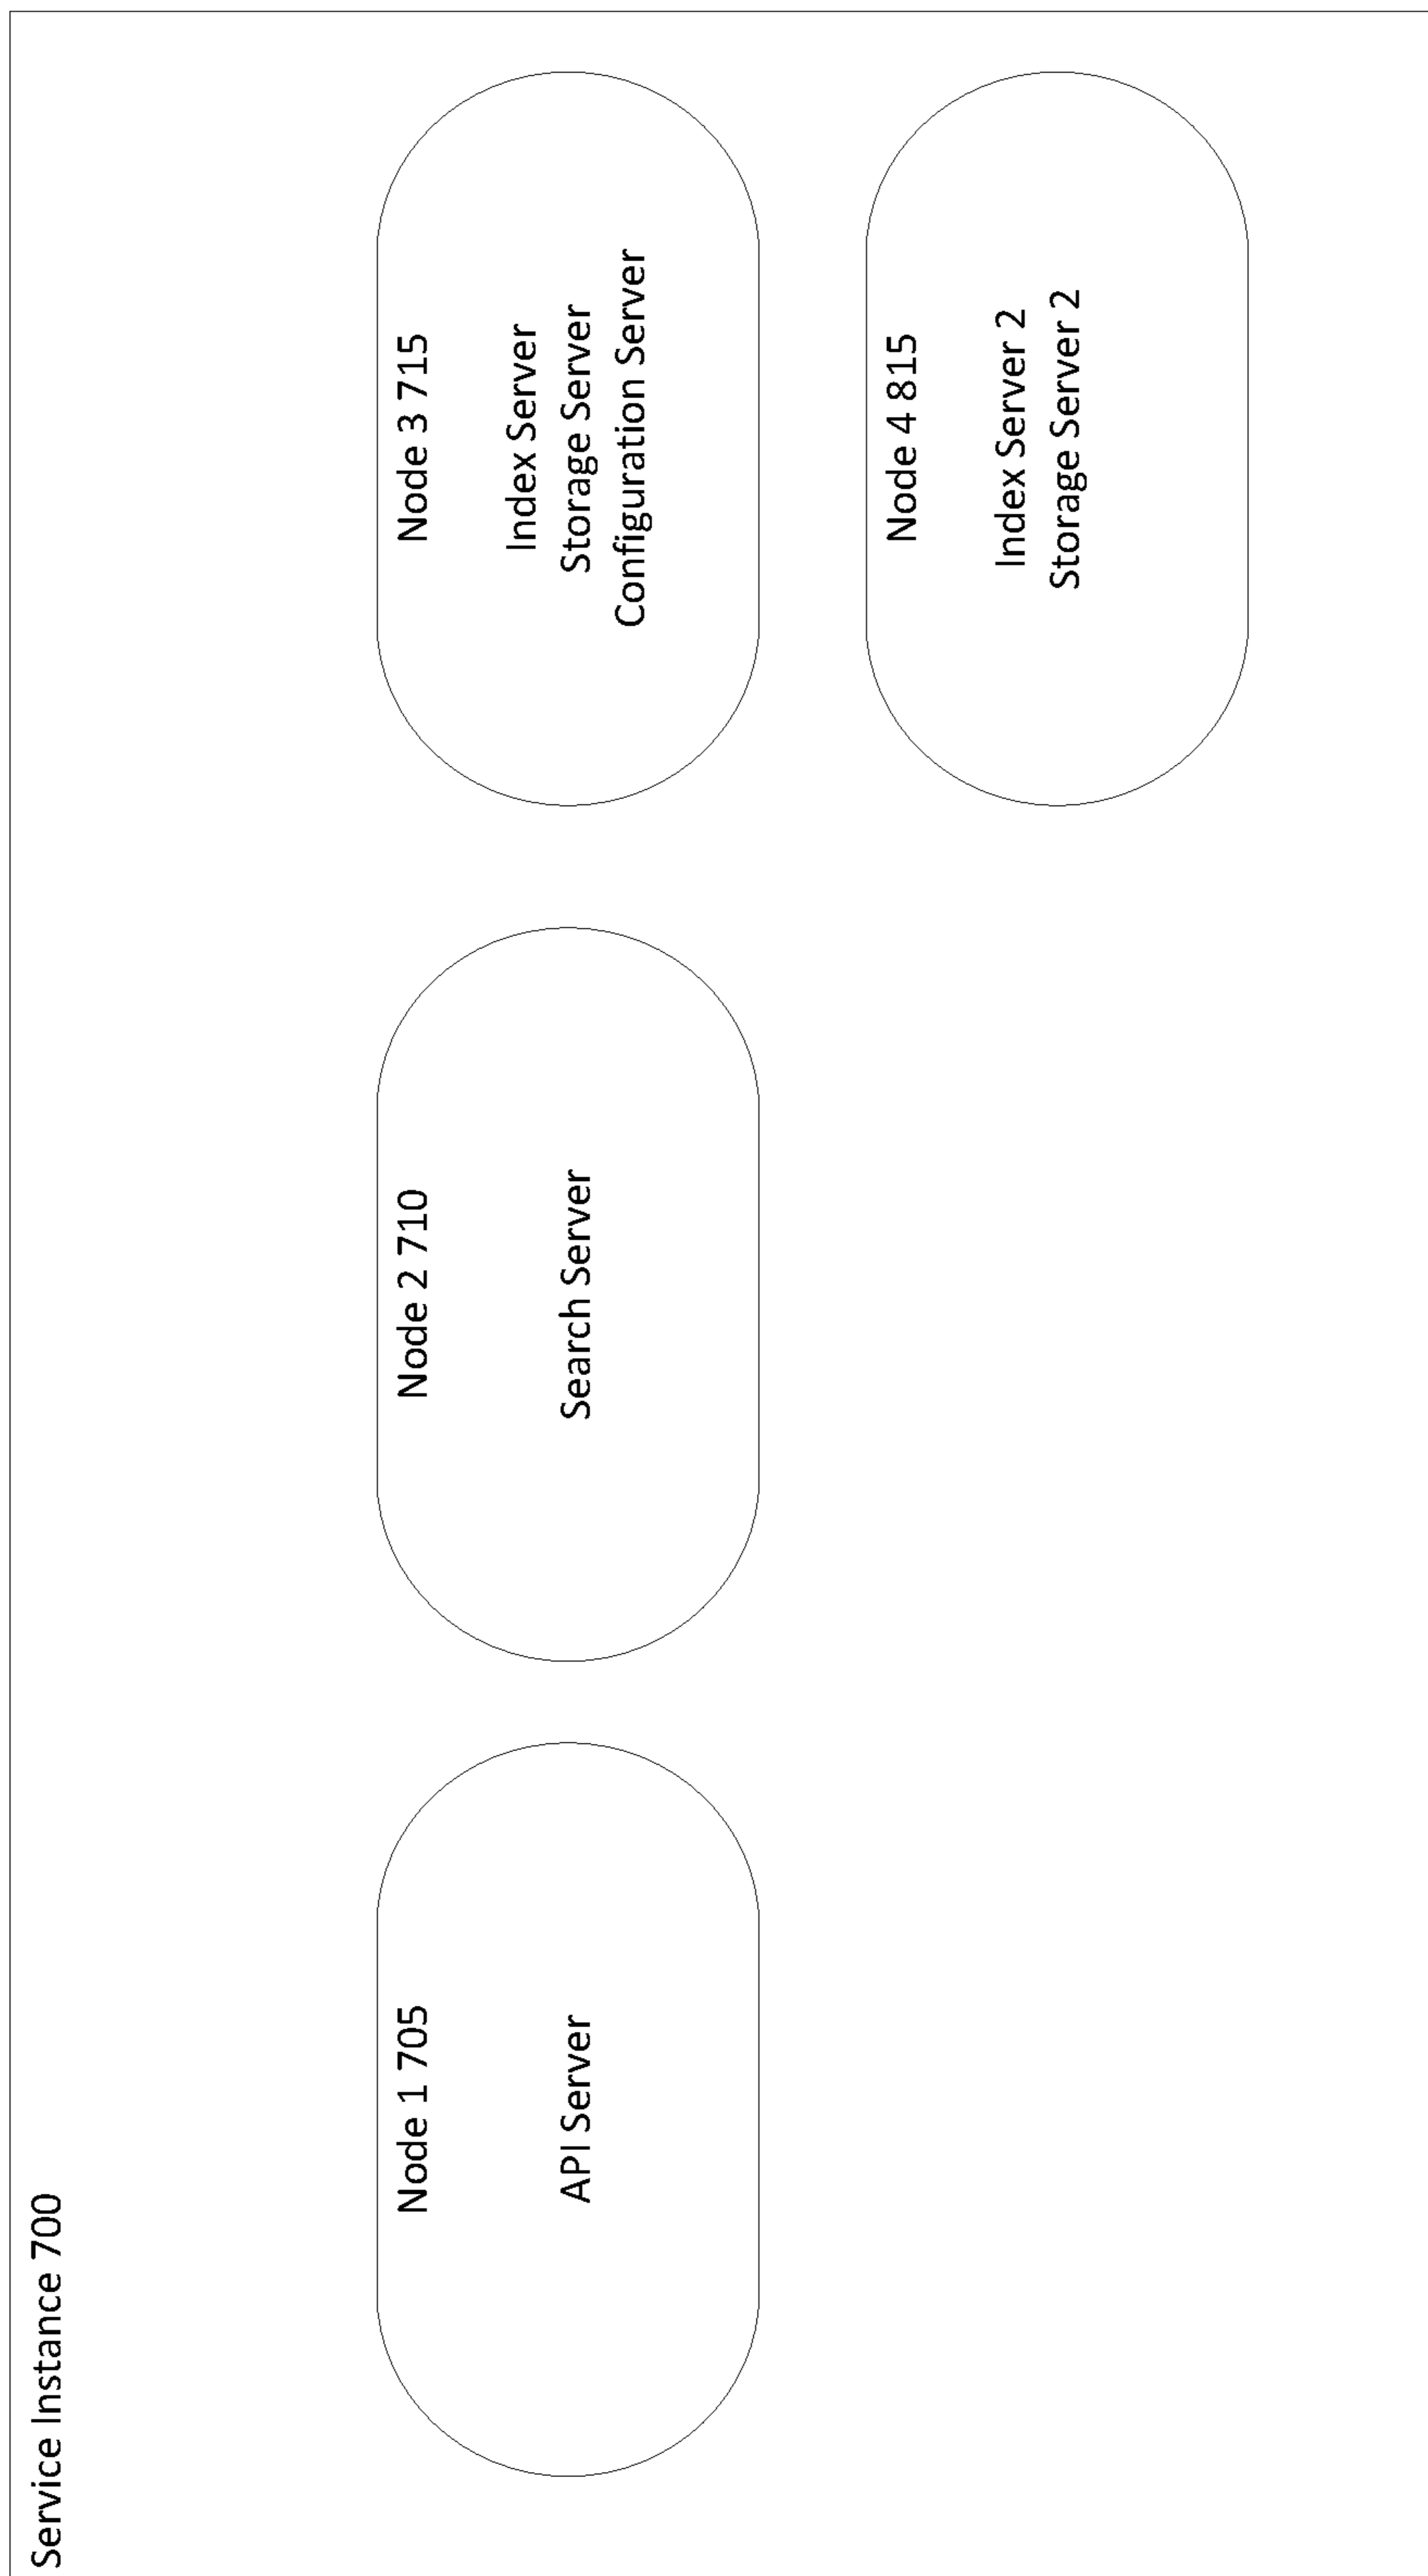 Service Instance 700
Node 1 705
API Server
Node 2 710
Search Server
Node 3 715
Index Server
Storage Server
Configuration Server
Node 4 815
Index Server 2
Storage Server 2